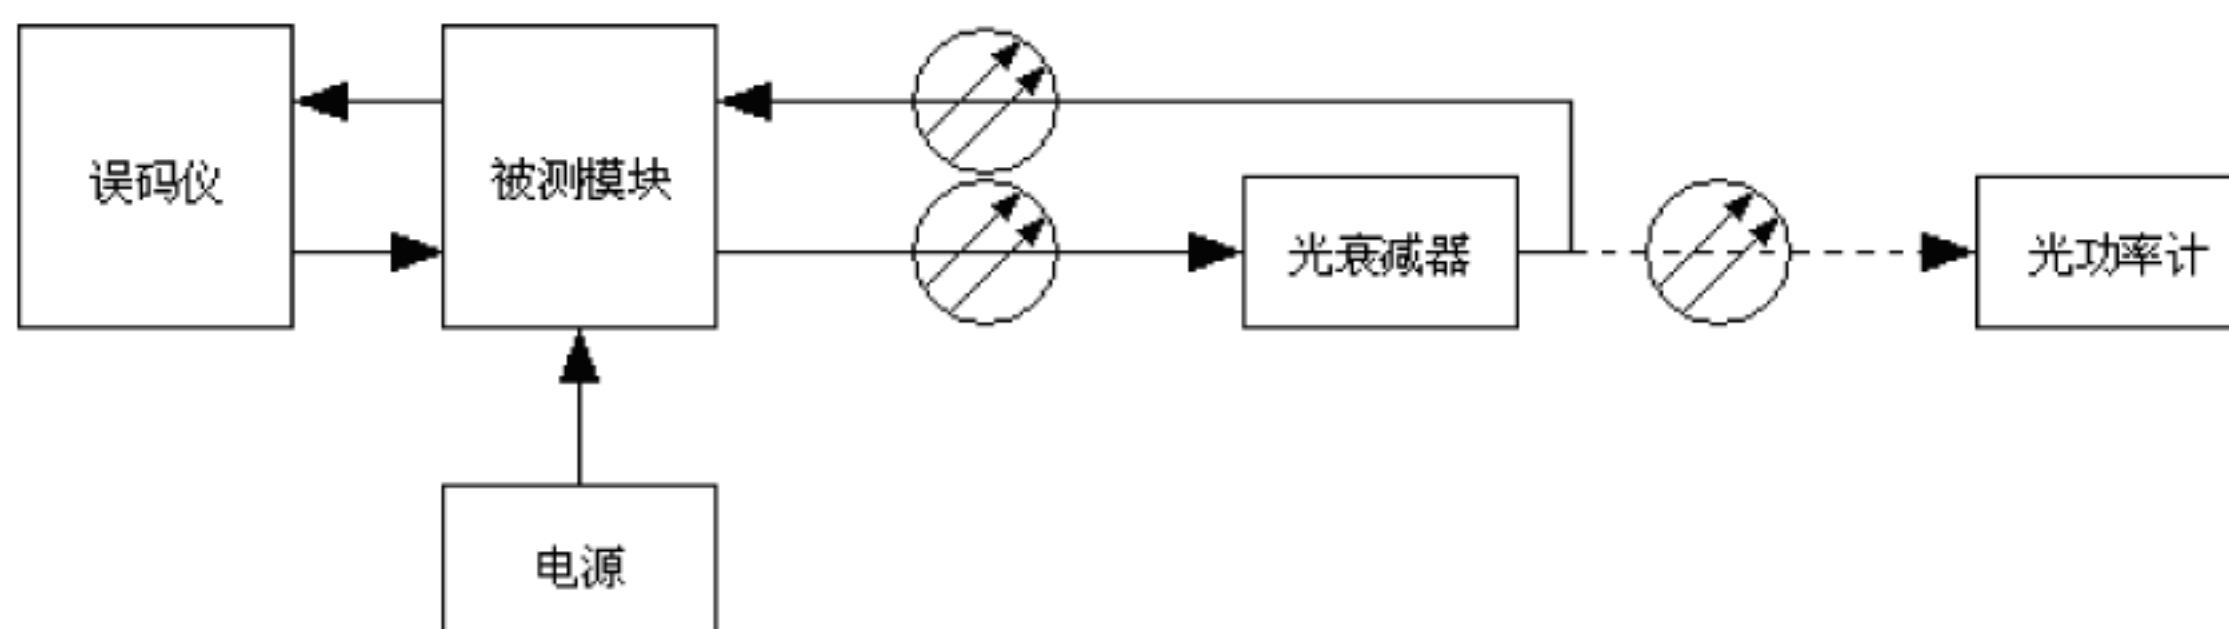 误码仪
被测模块
光衰减器
光功率计
电源